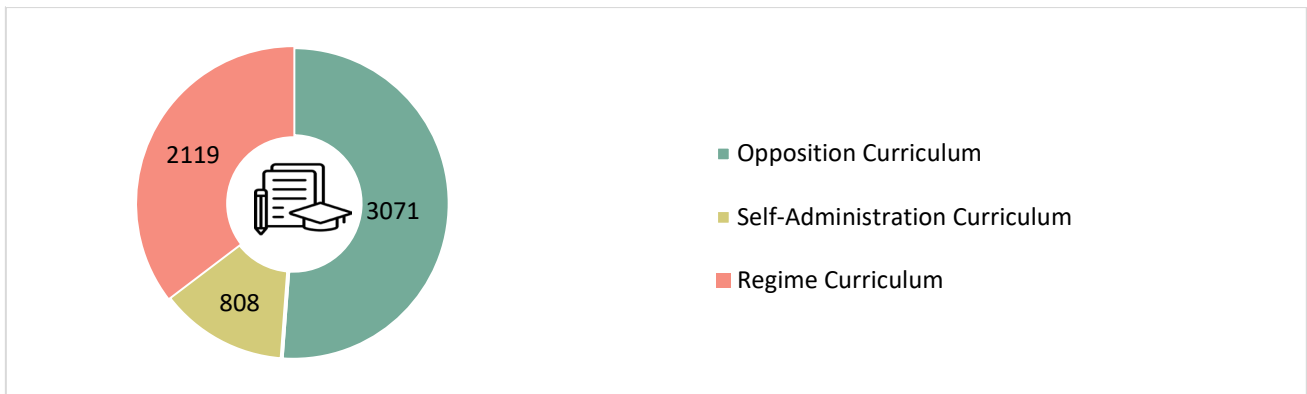 2119
3071
808
Opposition Curriculum
Self-Administration Curriculum
Regime Curriculum